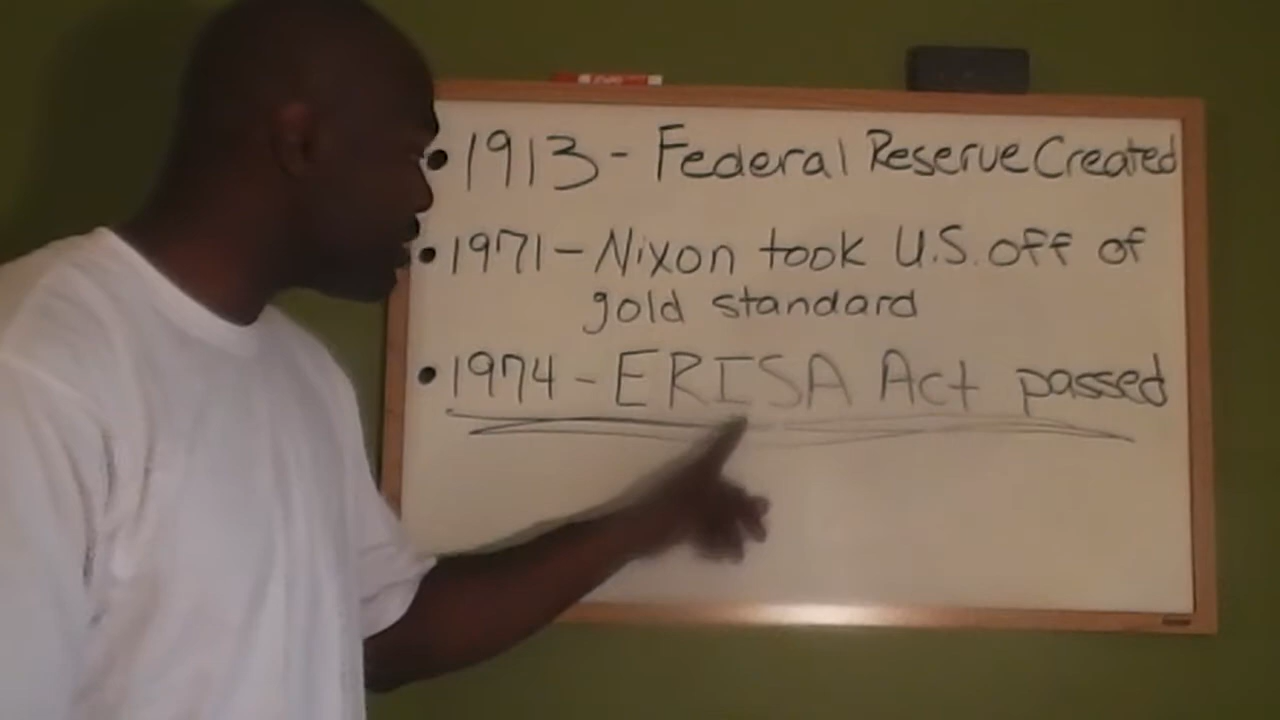 • 1913 - Federal Reserve Created
• 1971 - Nixon took U.S. off of
gold standard
• 1974 - ERISA Act passed